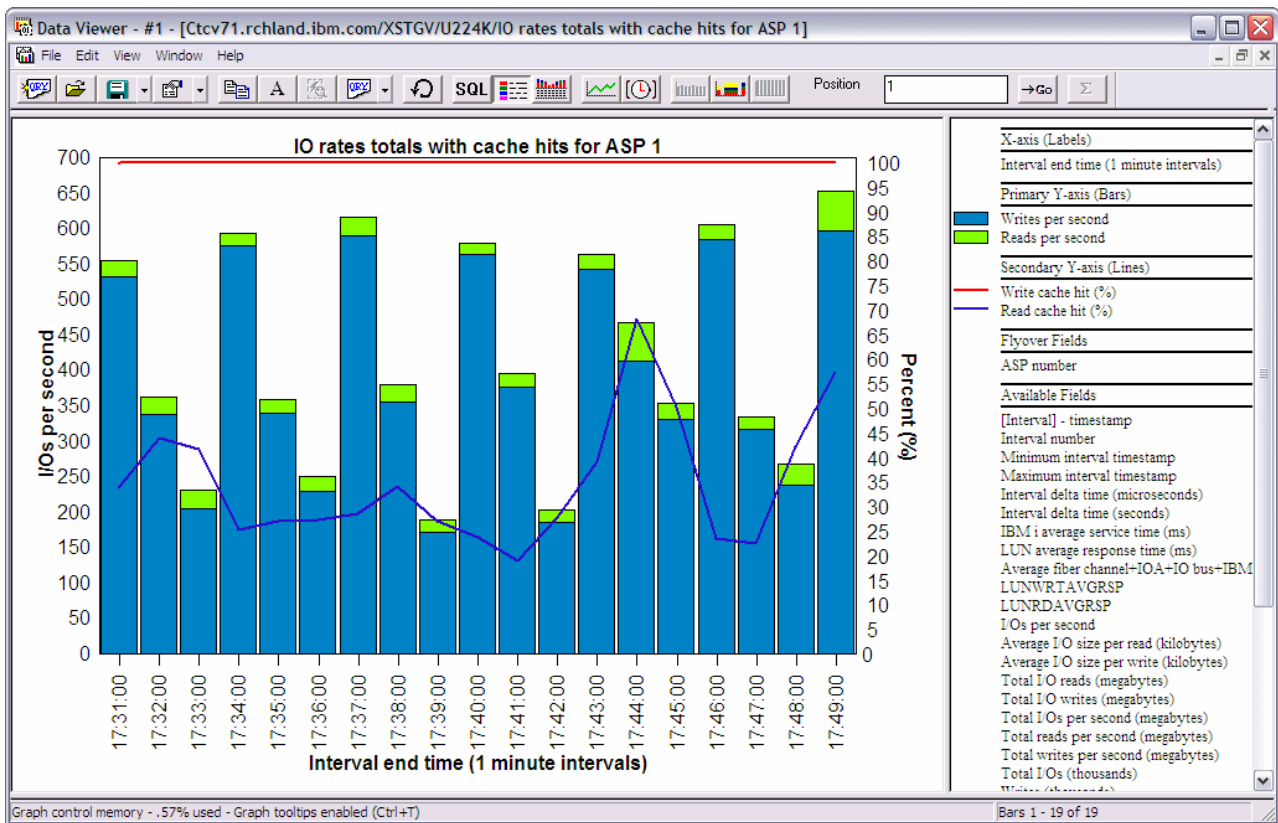 Data Viewer - #1 - [Ctcv71.rchland.ibm.com/XSTGV/U224K/IO rates totals with cache hits for ASP 1]
File Edit View Window Help
QRY A QRY SQL Position 1 →Go Σ
IO rates totals with cache hits for ASP 1
700
650
600
550
500
450
400
350
300
250
200
150
100
50
0
I/Os per second
100
95
90
85
80
75
70
65
60
55
50
45
40
35
30
25
20
15
10
5
0
Percent (%)
17:31:00
17:32:00
17:33:00
17:34:00
17:35:00
17:36:00
17:37:00
17:38:00
17:39:00
17:40:00
17:41:00
17:42:00
17:43:00
17:44:00
17:45:00
17:46:00
17:47:00
17:48:00
17:49:00
Interval end time (1 minute intervals)
X-axis (Labels)
Interval end time (1 minute intervals)
Primary Y-axis (Bars)
Writes per second
Reads per second
Secondary Y-axis (Lines)
Write cache hit (%)
Read cache hit (%)
Flyover Fields
ASP number
Available Fields
[Interval] - timestamp
Interval number
Minimum interval timestamp
Maximum interval timestamp
Interval delta time (microseconds)
Interval delta time (seconds)
IBM i average service time (ms)
LUN average response time (ms)
Average fiber channel+IOA+IO bus+IBM
LUNWRTAVGRSP
LUNRDAVGRSP
I/Os per second
Average I/O size per read (kilobytes)
Average I/O size per write (kilobytes)
Total I/O reads (megabytes)
Total I/O writes (megabytes)
Total I/Os per second (megabytes)
Total reads per second (megabytes)
Total writes per second (megabytes)
Total I/Os (thousands)
Writes (thousands)
Graph control memory - .57% used - Graph tooltips enabled (Ctrl+T)
Bars 1 - 19 of 19